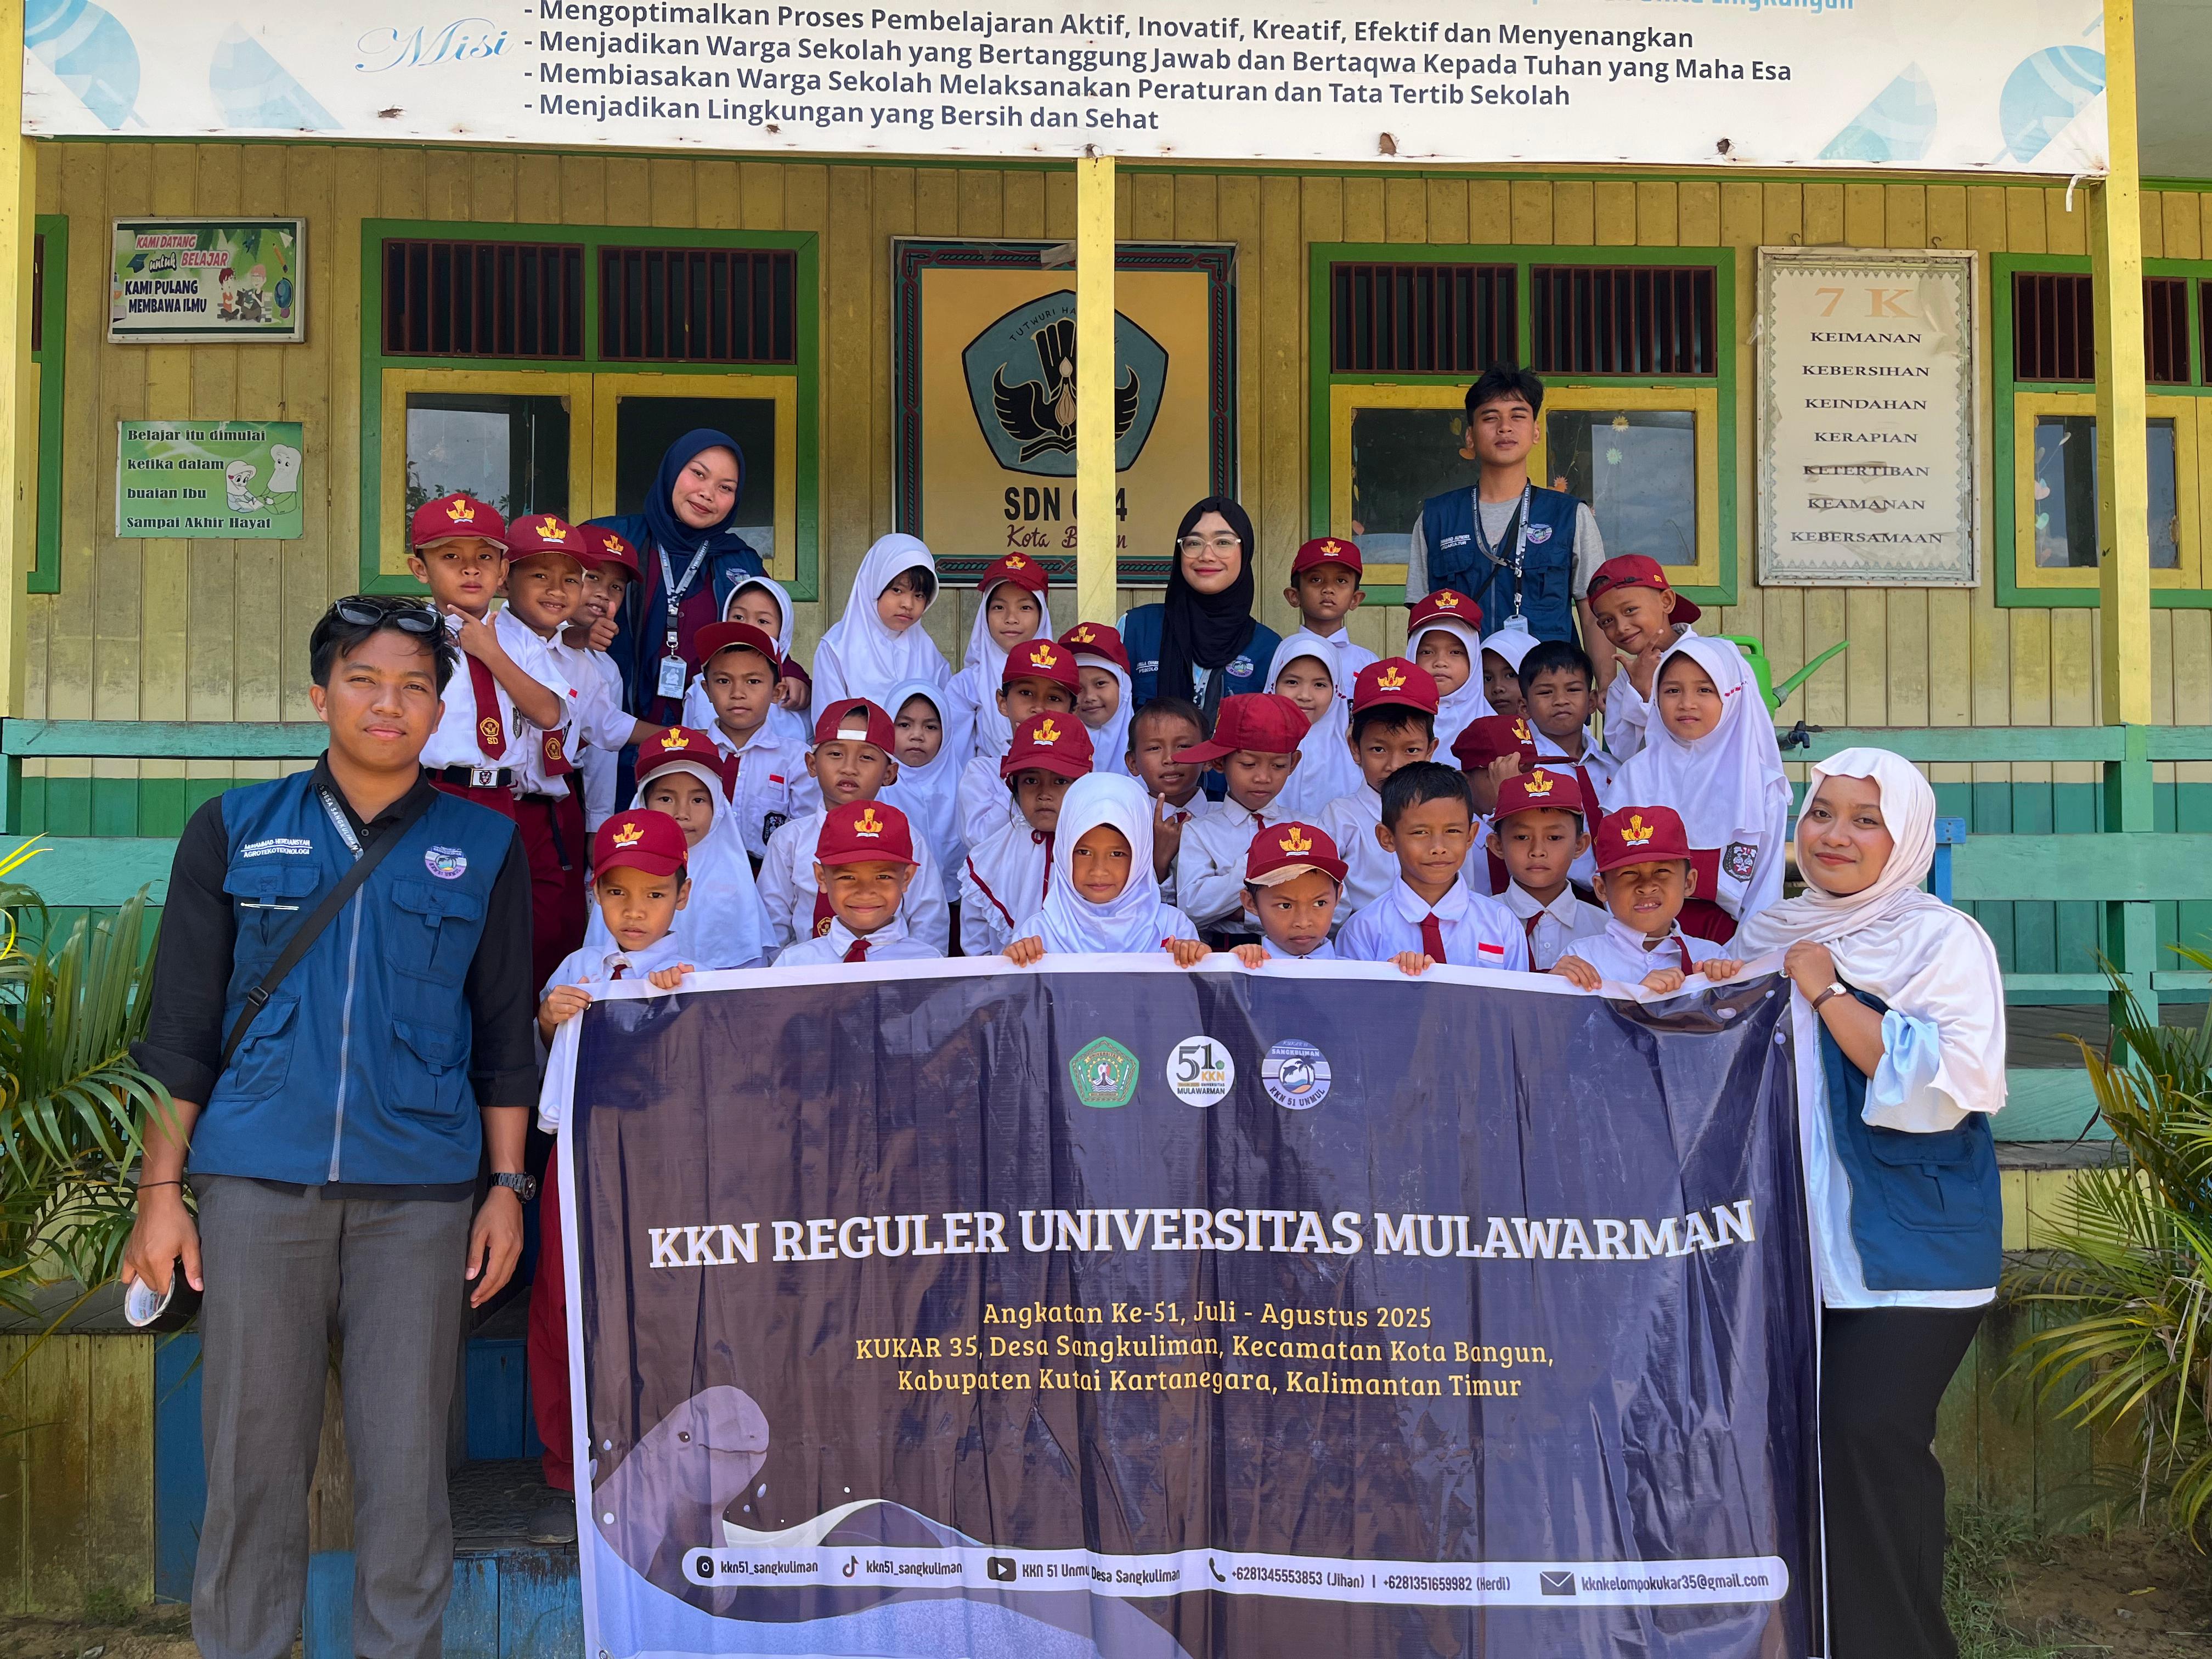 - Mengoptimalkan Proses Pembelajaran Aktif, Inovatif, Kreatif, Efektif dan Menyenangkan
Misi - Menjadikan Warga Sekolah yang Bertanggung Jawab dan Bertaqwa Kepada Tuhan yang Maha Esa
- Membiasakan Warga Sekolah Melaksanakan Peraturan dan Tata Tertib Sekolah
- Menjadikan Lingkungan yang Bersih dan Sehat
KAMI DATANG
untuk BELAJAR
KAMI PULANG
MEMBAWA ILMU
Belajar itu dimulai
ketika dalam
buaian Ibu
Sampai Akhir Hayat
TUTWURI
SDN
Kota
7 K
KEIMANAN
KEBERSIHAN
KEINDAHAN
KERAPIAN
KETERTIBAN
KEAMANAN
KEBERSAMAAN
AGROTEKOTEKNOLOGI
SD
51
KKN
MULAWARMAN
SANGKULIMAN
KKN 51 UNMUL
KKN REGULER UNIVERSITAS MULAWARMAN
Angkatan Ke-51, Juli - Agustus 2025
KUKAR 35, Desa Sangkuliman, Kecamatan Kota Bangun,
Kabupaten Kutai Kartanegara, Kalimantan Timur
kkn51_sangkuliman kkn51_sangkuliman KKN 51 Unmu Desa Sangkuliman +6281345553853 (Jihan) | +6281351659982 (Herdi) kknkelompokukar35@gmail.com